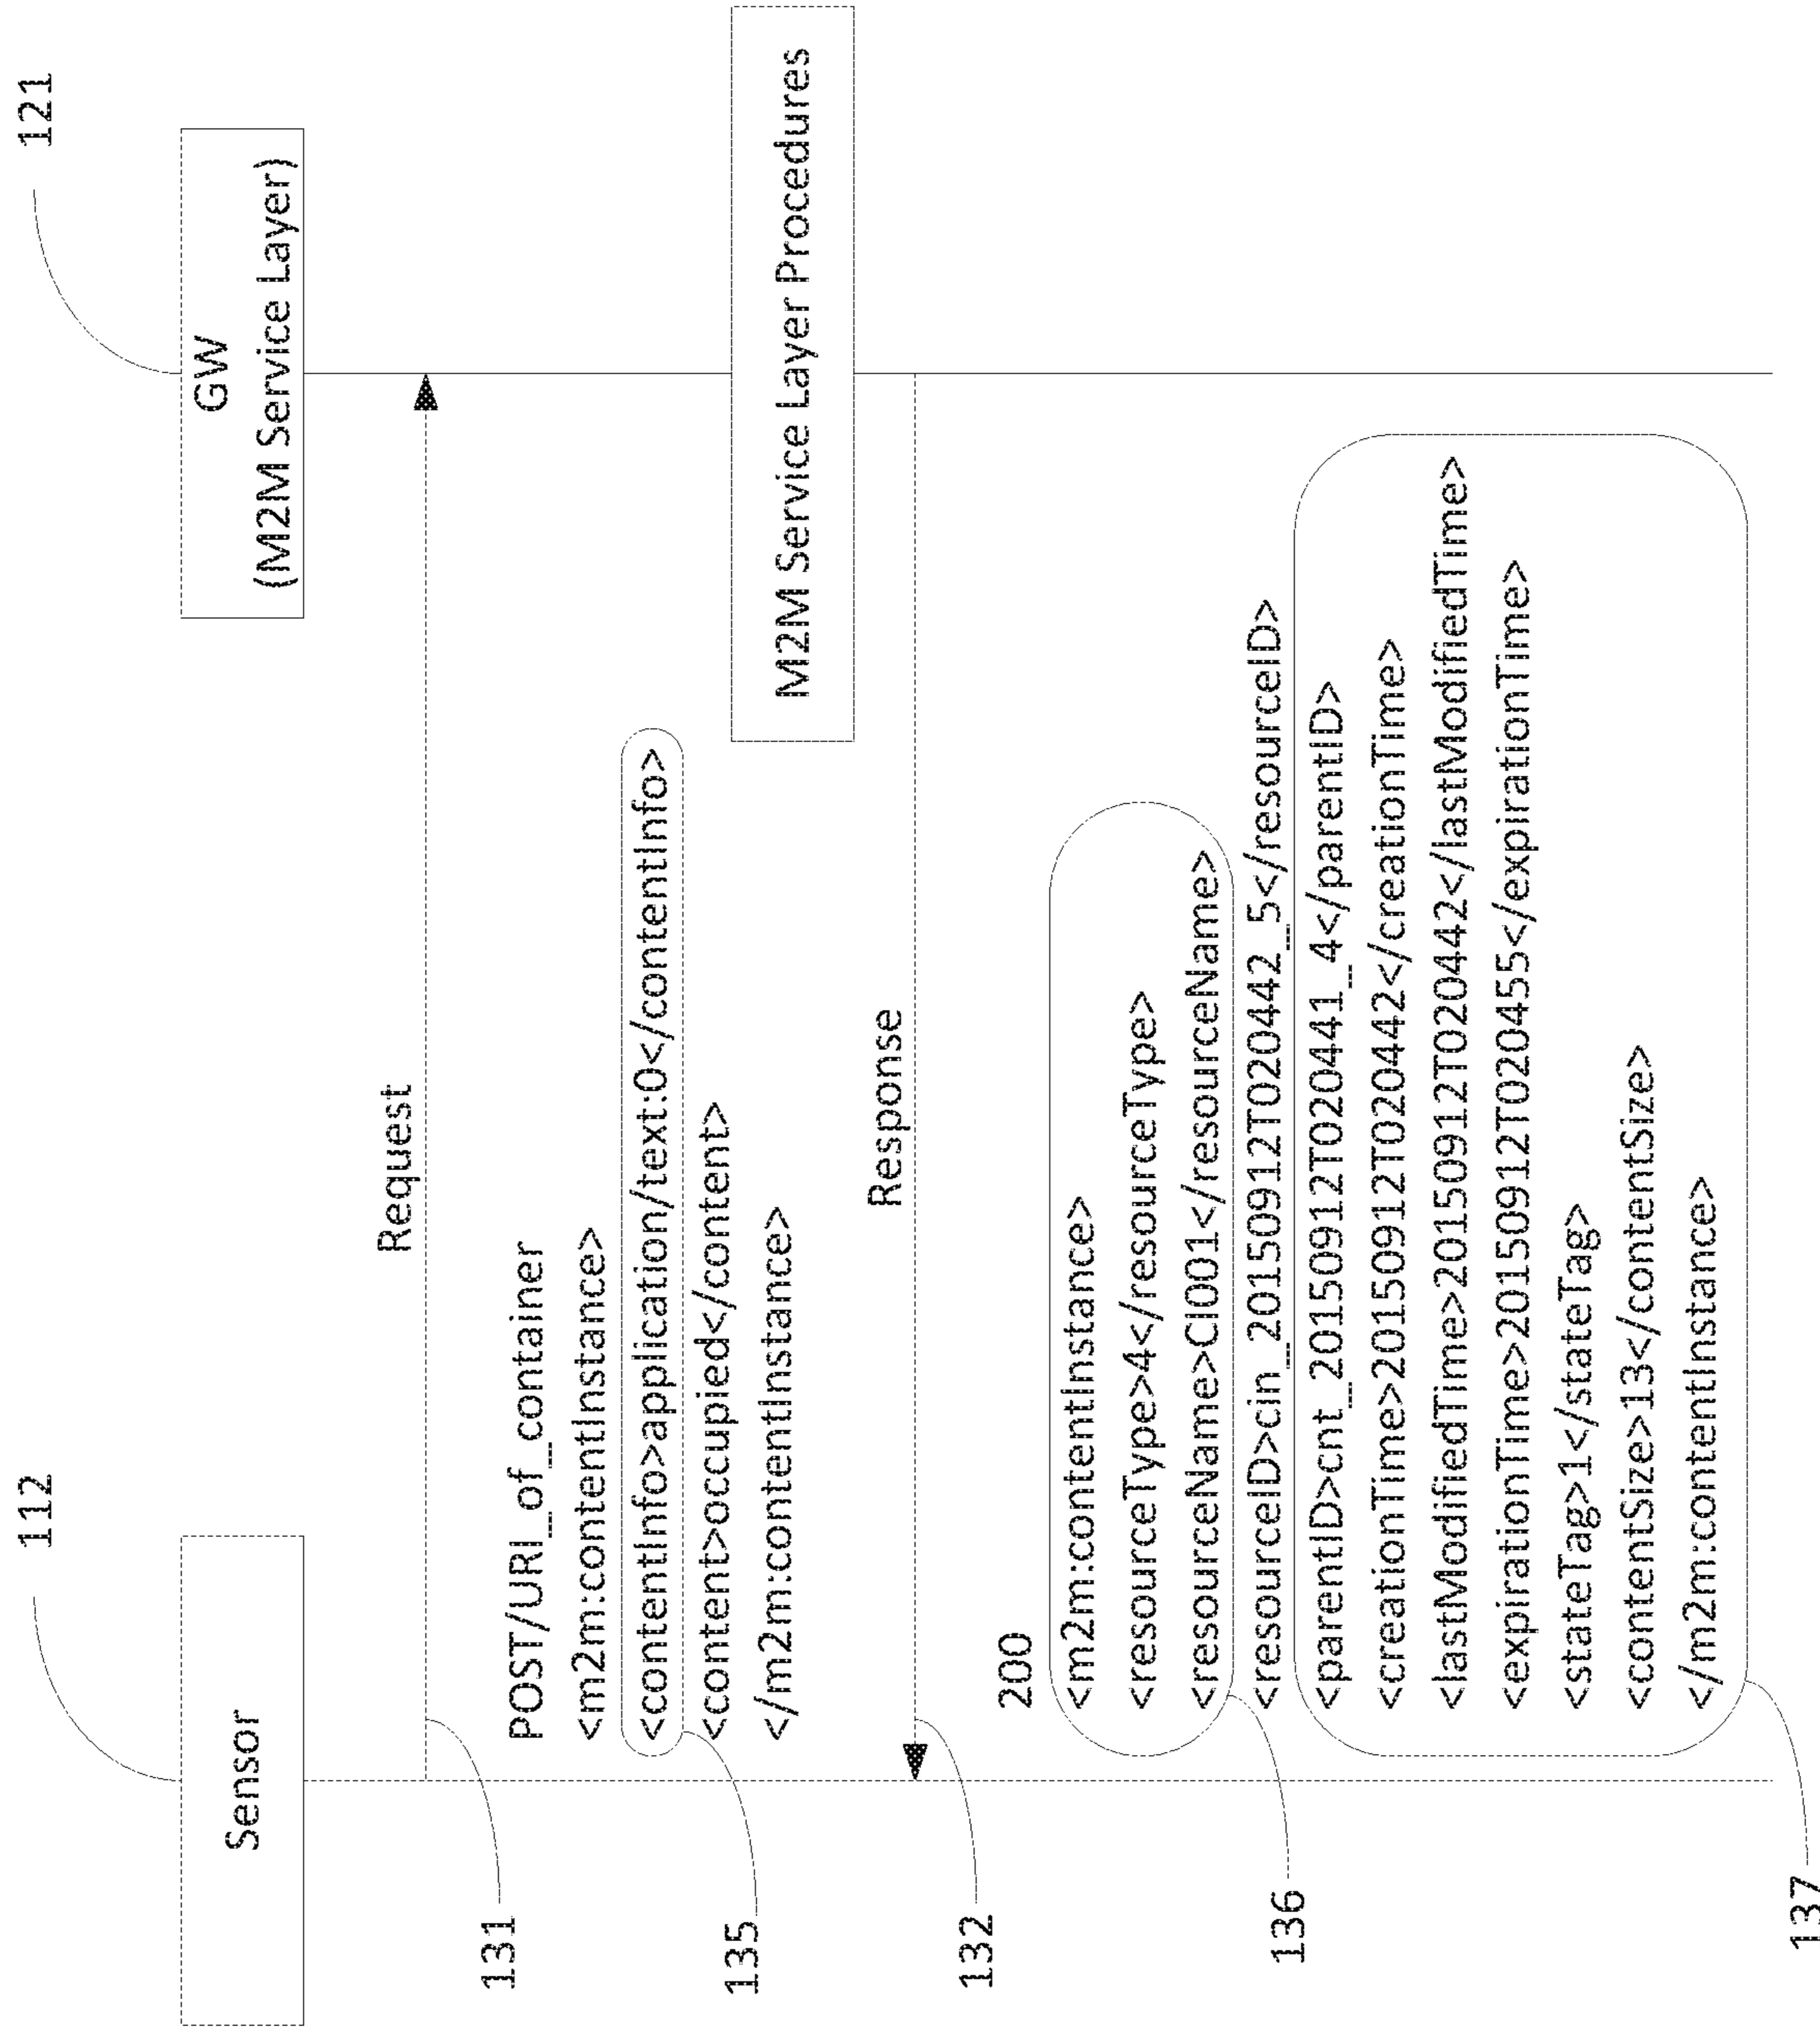 112
121
Sensor
GW
(M2M Service Layer)
Request
131
POST/URI_of_container
<m2m:contentInstance>
<contentInfo>application/text:0</contentInfo>
<content>occupied</content>
</m2m:contentInstance>
135
M2M Service Layer Procedures
Response
132
200
<m2m:contentInstance>
<resourceType>4</resourceType>
<resourceName>CI001</resourceName>
<resourceID>cin_20150912T020442_5</resourceID>
<parentID>cnt_20150912T020441_4</parentID>
<creationTime>20150912T020442</creationTime>
<lastModifiedTime>20150912T020442</lastModifiedTime>
<expirationTime>20150912T020455</expirationTime>
<stateTag>1</stateTag>
<contentSize>13</contentSize>
</m2m:contentInstance>
136
137